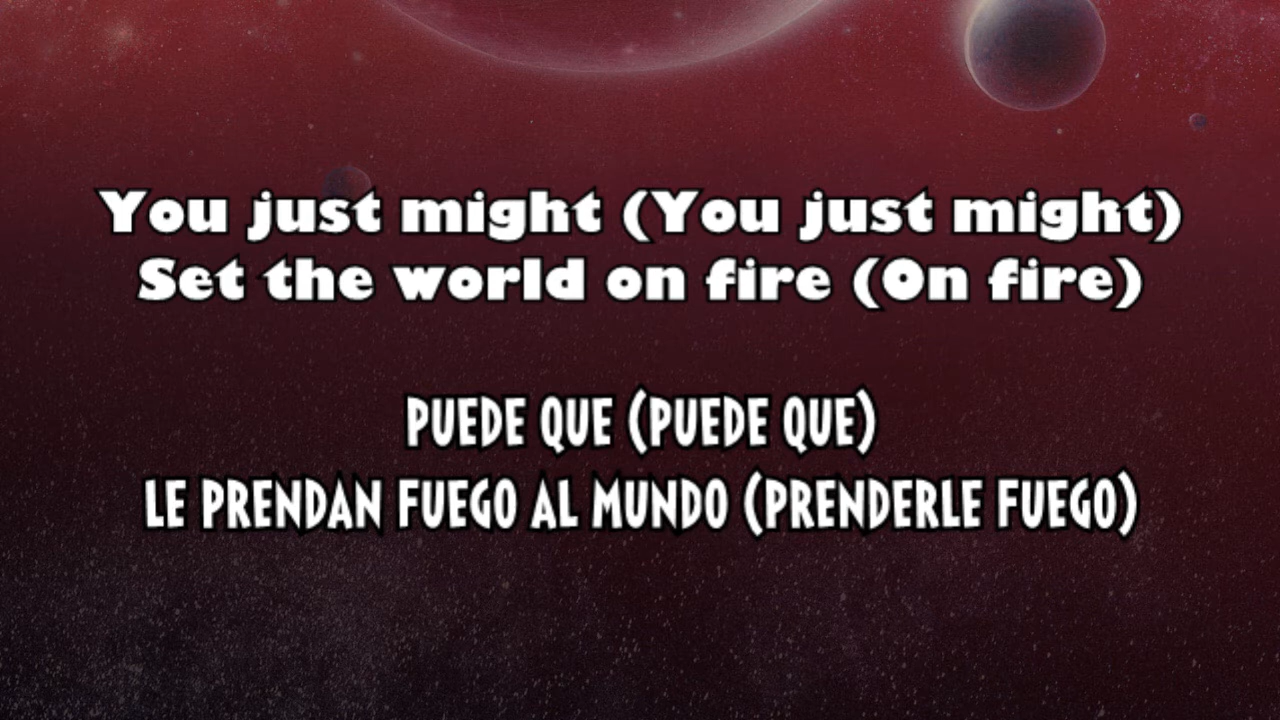 You just might (You just might)
Set the world on fire (On fire)
PUEDE QUE (PUEDE QUE)
LE PRENDAN FUEGO AL MUNDO (PRENDERLE FUEGO)